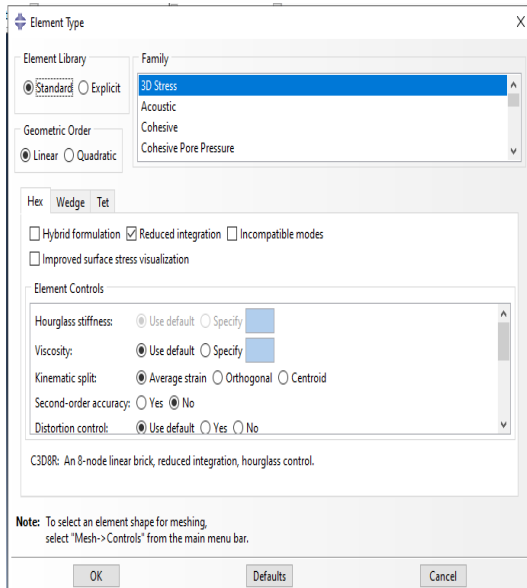 Element Type X
Element Library
Standard Explicit
Family
3D Stress
Acoustic
Cohesive
Cohesive Pore Pressure
Geometric Order
Linear Quadratic
Hex Wedge Tet
Hybrid formulation Reduced integration Incompatible modes
Improved surface stress visualization
Element Controls
Hourglass stiffness: Use default Specify
Viscosity: Use default Specify
Kinematic split: Average strain Orthogonal Centroid
Second-order accuracy: Yes No
Distortion control: Use default Yes No
C3D8R: An 8-node linear brick, reduced integration, hourglass control.
Note: To select an element shape for meshing,
select "Mesh->Controls" from the main menu bar.
OK Defaults Cancel